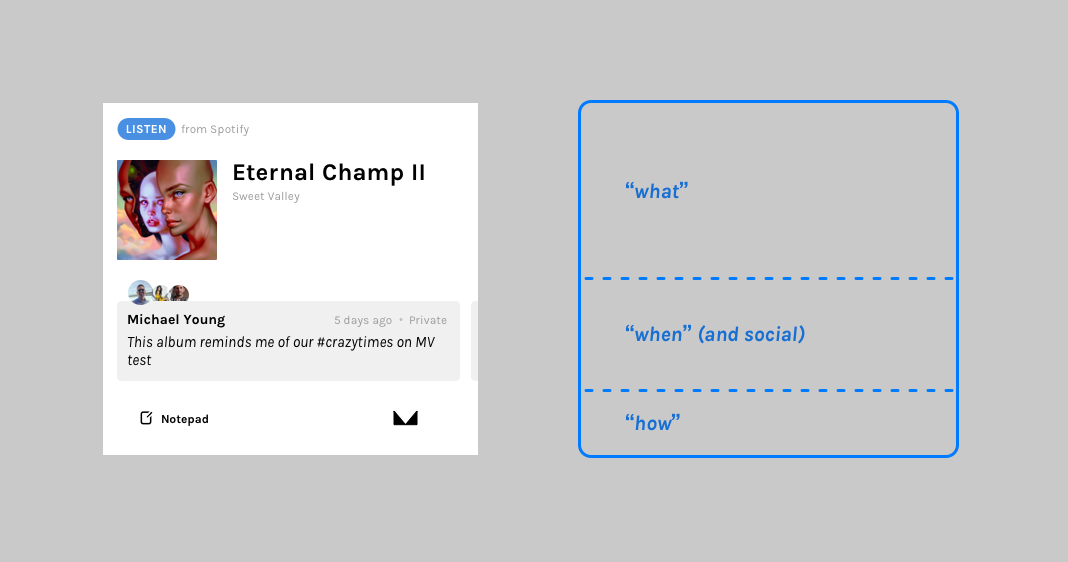 LISTEN from Spotify
Eternal Champ II
Sweet Valley
Michael Young 5 days ago • Private
This album reminds me of our #crazytimes on MV
test
Notepad
“what”
“when” (and social)
“how”